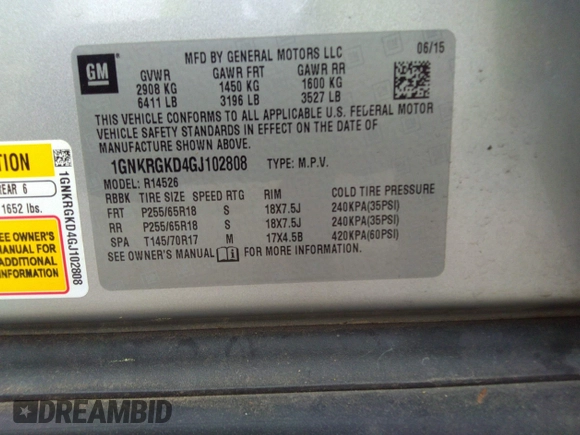 GM
MFD BY GENERAL MOTORS LLC 06/15
GVWR GAWR FRT GAWR RR
2908 KG 1450 KG 1600 KG
6411 LB 3196 LB 3527 LB
THIS VEHICLE CONFORMS TO ALL APPLICABLE U.S. FEDERAL MOTOR
VEHICLE SAFETY STANDARDS IN EFFECT ON THE DATE OF
MANUFACTURE SHOWN ABOVE.
1GNKRGKD4GJ102808 TYPE: M.P.V.
MODEL: R14526
RBBK TIRE SIZE SPEED RTG RIM COLD TIRE PRESSURE
FRT P255/65R18 S 18X7.5J 240KPA(35PSI)
RR P255/65R18 S 18X7.5J 240KPA(35PSI)
SPA T145/70R17 M 17X4.5B 420KPA(60PSI)
SEE OWNER'S MANUAL FOR MORE INFORMATION.
TION
REAR 6
1652 lbs.
SEE OWNER'S
MANUAL FOR
ADDITIONAL
INFORMATION
1GNKRGKD4GJ102808
DREAMBID